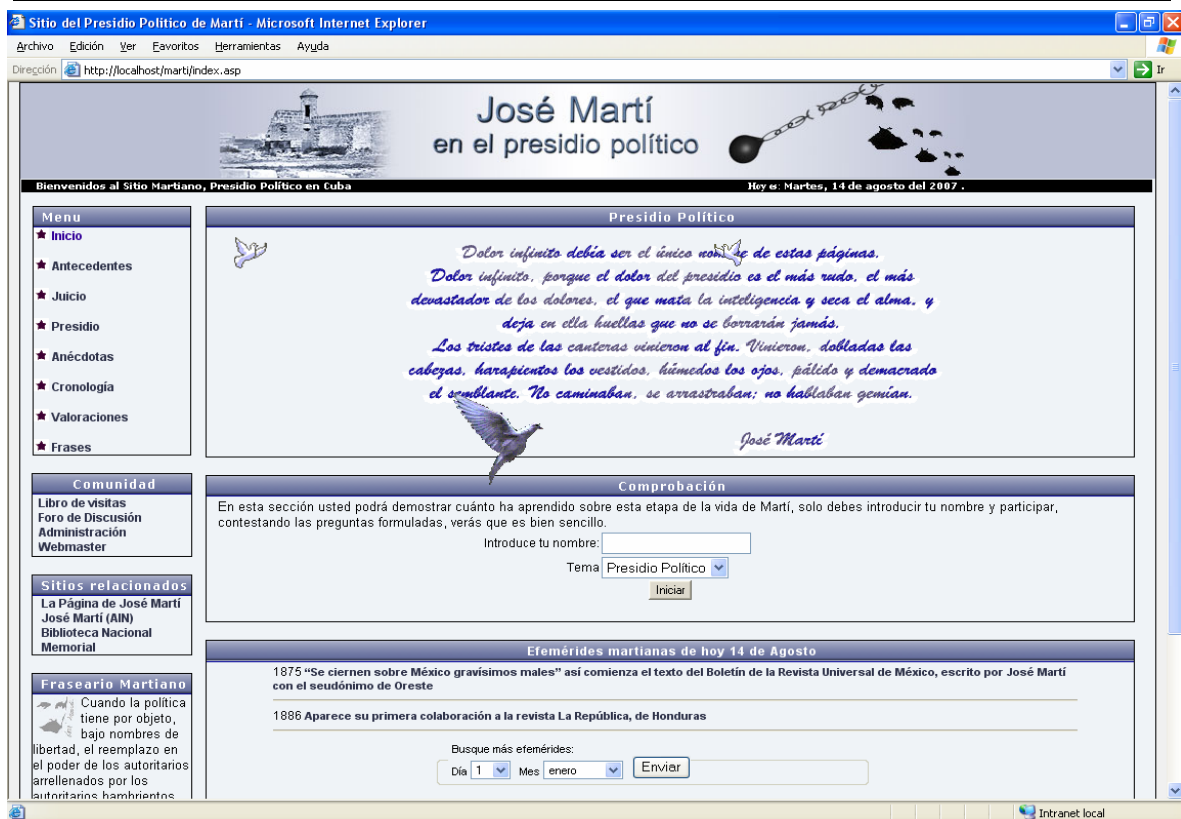 Sitio del Presidio Politico de Martí - Microsoft Internet Explorer
Archivo Edición Ver Favoritos Herramientas Ayuda
Dirección http://localhost/marti/index.asp Ir
José Martí
en el presidio político
Bienvenidos al Sitio Martiano, Presidio Político en Cuba
Hoy es: Martes, 14 de agosto del 2007 .
Menu
Inicio
Antecedentes
Juicio
Presidio
Anécdotas
Cronología
Valoraciones
Frases
Comunidad
Libro de visitas
Foro de Discusión
Administración
Webmaster
Sitios relacionados
La Página de José Martí
José Martí (AIN)
Biblioteca Nacional
Memorial
Fraseario Martiano
Cuando la política
tiene por objeto,
bajo nombres de
libertad, el reemplazo en
el poder de los autoritarios
arrellenados por los
autoritarios hambrientos
Presidio Político
Dolor infinito debía ser el único nombre de estas páginas.
Dolor infinito, porque el dolor del presidio es el más rudo, el más
devastador de los dolores, el que mata la inteligencia y seca el alma, y
deja en ella huellas que no se borrarán jamás.
Los tristes de las canteras vinieron al fin. Vinieron, dobladas las
cabezas, harapientos los vestidos, húmedos los ojos, pálido y demacrado
el semblante. No caminaban, se arrastraban; no hablaban gemían.
José Martí
Comprobación
En esta sección usted podrá demostrar cuánto ha aprendido sobre esta etapa de la vida de Martí, solo debes introducir tu nombre y participar,
contestando las preguntas formuladas, verás que es bien sencillo.
Introduce tu nombre:
Tema Presidio Político
Iniciar
Efemérides martianas de hoy 14 de Agosto
1875 “Se ciernen sobre México gravísimos males” así comienza el texto del Boletín de la Revista Universal de México, escrito por José Martí
con el seudónimo de Oreste
1886 Aparece su primera colaboración a la revista La República, de Honduras
Busque más efemérides:
Día 1 Mes enero Enviar
Intranet local